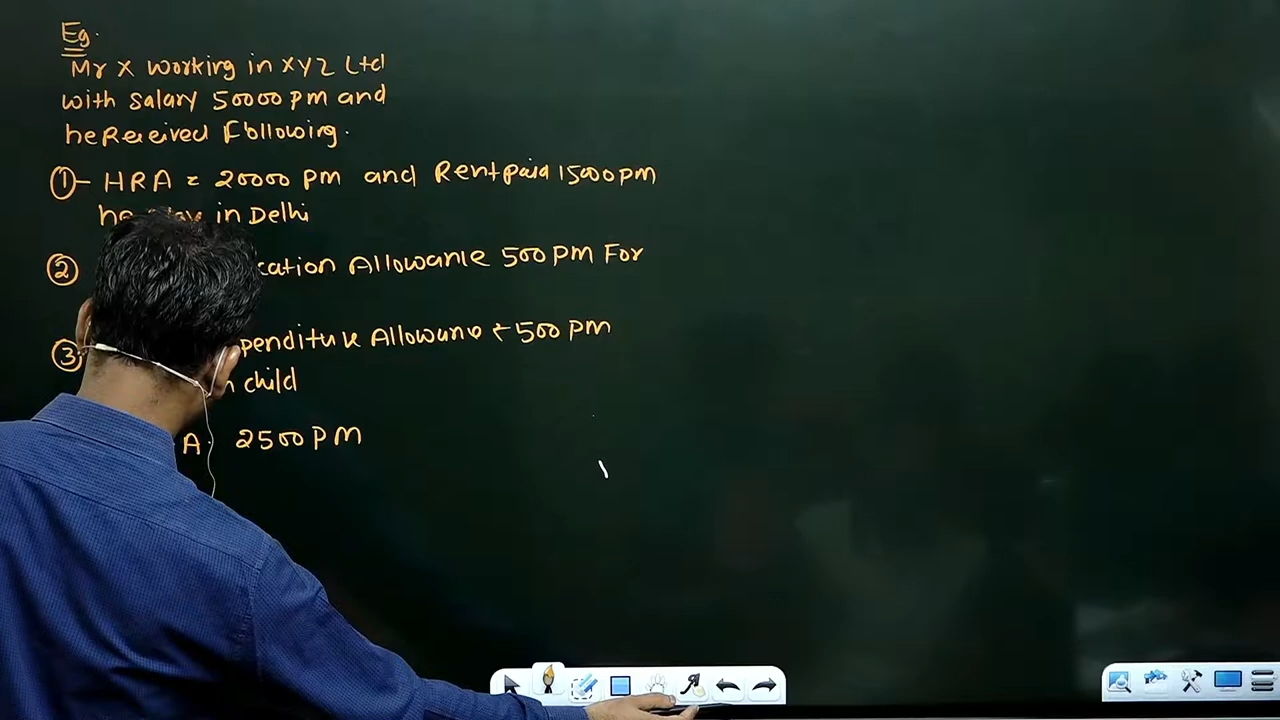 Eg.
Mr X working in XYZ Ltd
with salary 50000 pm and
he Received Following.
①- HRA = 20000 pm and Rent paid 15000 pm
in Delhi
② cation Allowance 500 pm For
③ penditure Allowance ₹500 pm
child
A. 2500 PM